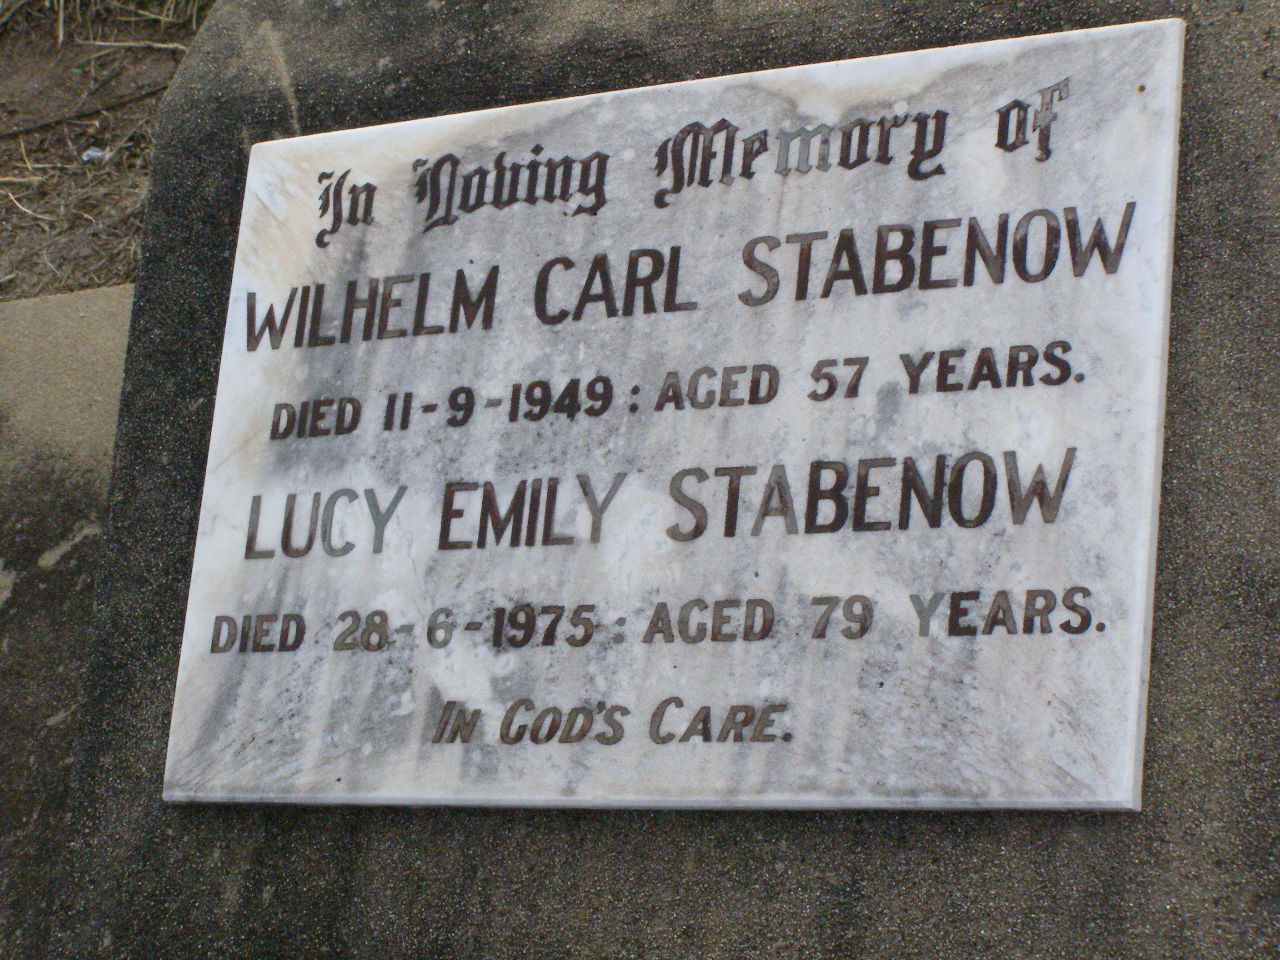 In Loving Memory of
WILHELM CARL STABENOW
DIED 11-9-1949: AGED 57 YEARS.
LUCY EMILY STABENOW
DIED 28-6-1975: AGED 79 YEARS.
IN GOD'S CARE.